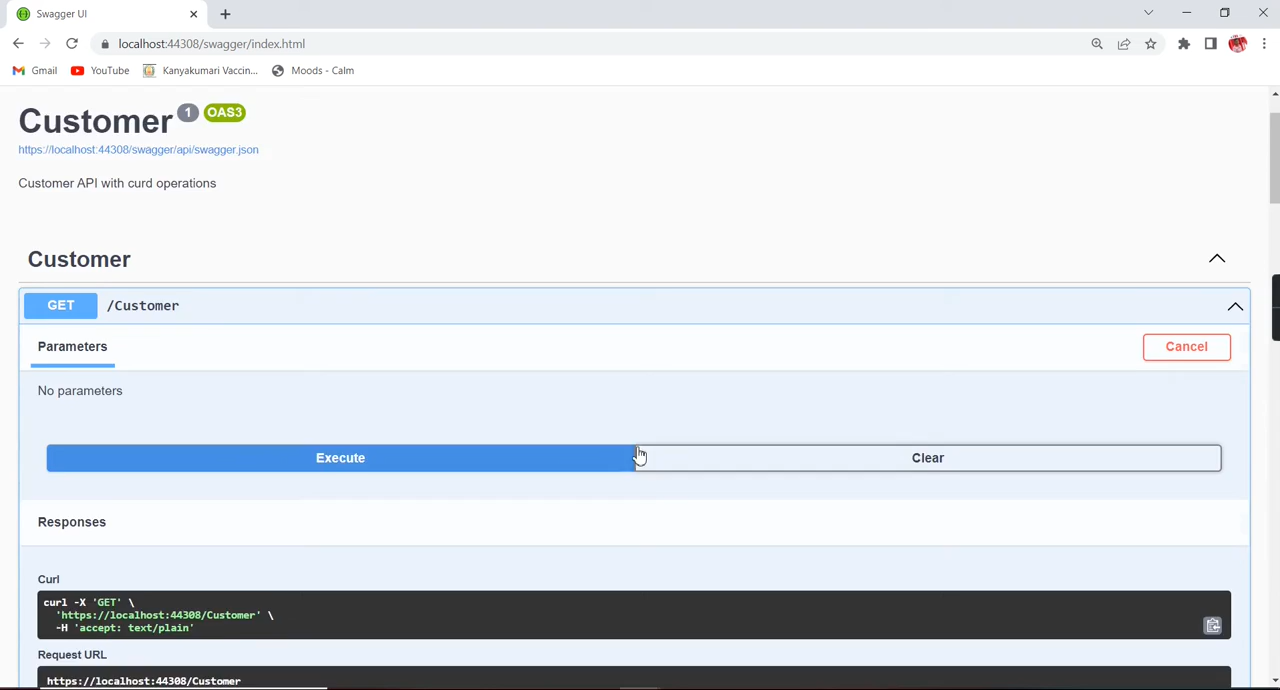 Swagger UI
localhost:44308/swagger/index.html
Gmail YouTube Kanyakumari Vaccin... Moods - Calm
Customer 1 OAS3
https://localhost:44308/swagger/api/swagger.json
Customer API with curd operations
Customer
GET /Customer
Parameters Cancel
No parameters
Execute Clear
Responses
Curl
curl -X 'GET' \
'https://localhost:44308/Customer' \
-H 'accept: text/plain'
Request URL
https://localhost:44308/Customer